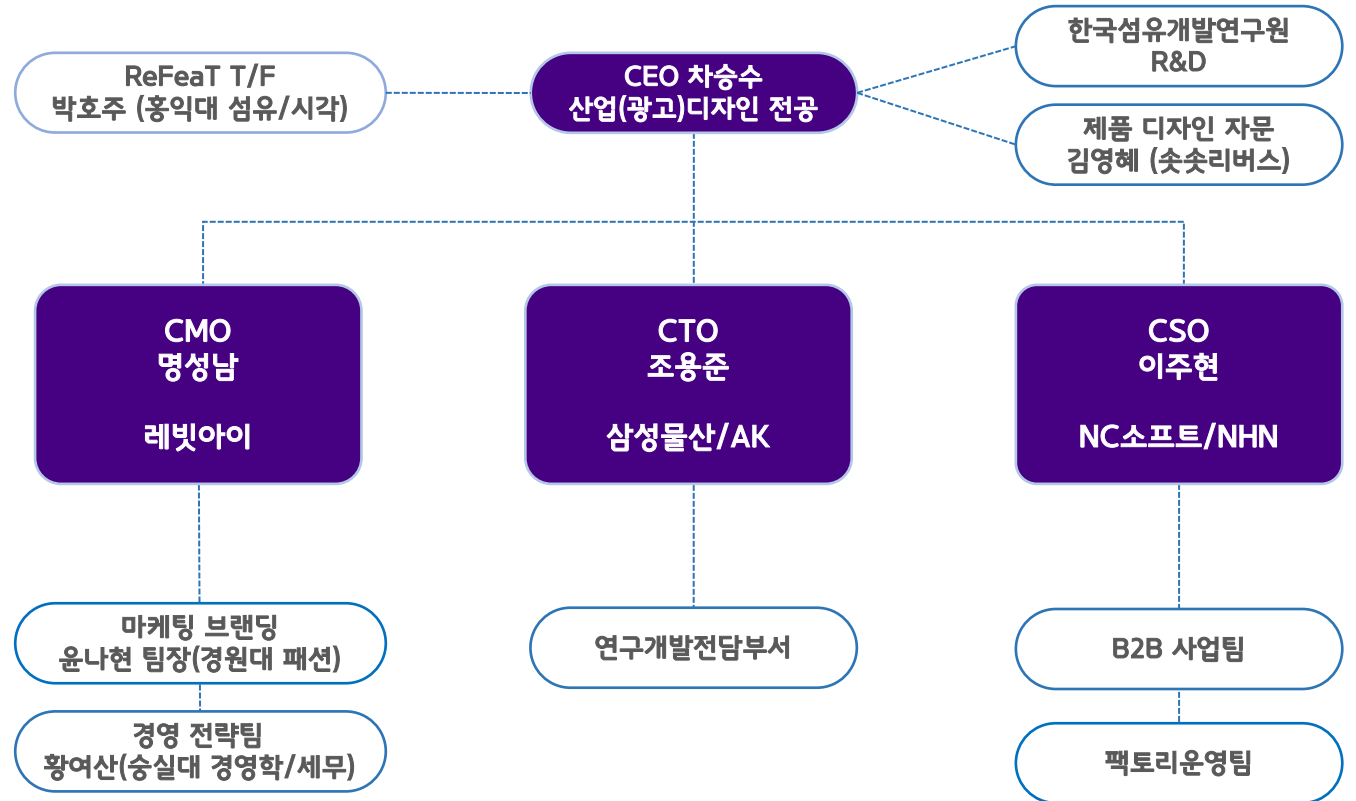 ReFeaT T/F
박호주 (홍익대 섬유/시각)
CEO 차승수
산업(광고)디자인 전공
한국섬유개발연구원
R&D
제품 디자인 자문
김영혜 (솟솟리버스)
CMO
명성남
레빗아이
CTO
조용준
삼성물산/AK
CSO
이주현
NC소프트/NHN
마케팅 브랜딩
윤나현 팀장(경원대 패션)
경영 전략팀
황여산(숭실대 경영학/세무)
연구개발전담부서
B2B 사업팀
팩토리운영팀